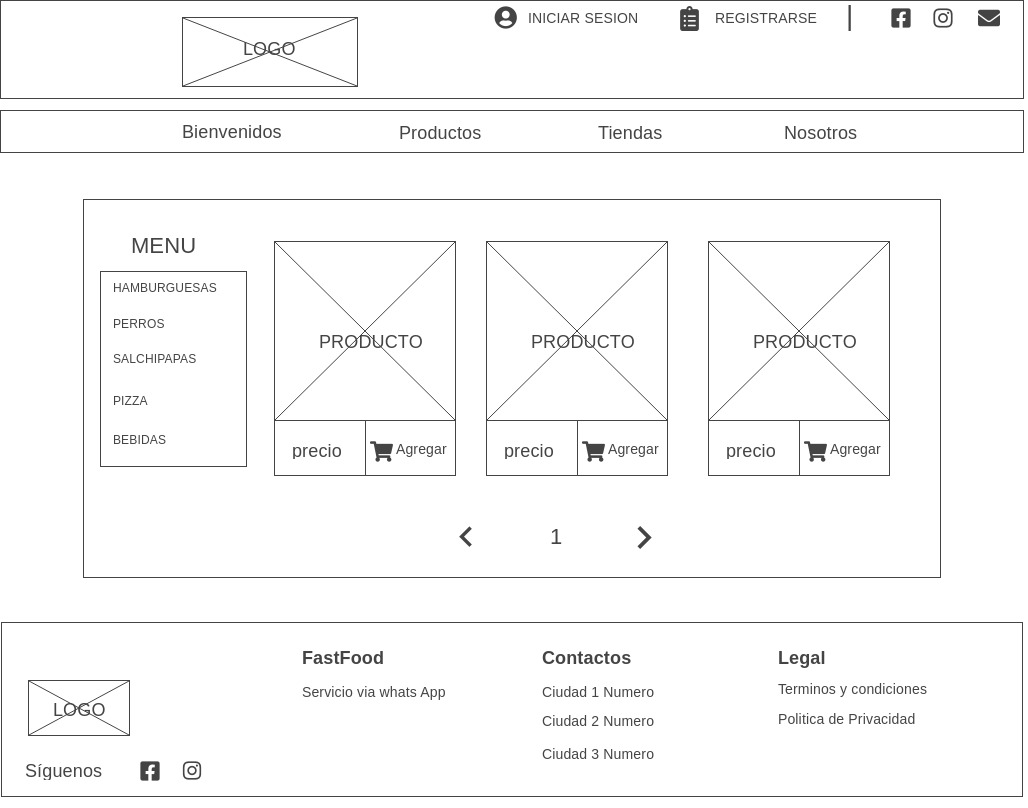 LOGO
INICIAR SESION
REGISTRARSE
Bienvenidos
Productos
Tiendas
Nosotros
MENU
HAMBURGUESAS
PERROS
SALCHIPAPAS
PIZZA
BEBIDAS
PRODUCTO
precio
Agregar
PRODUCTO
precio
Agregar
PRODUCTO
precio
Agregar
1
LOGO
Síguenos
FastFood
Servicio via whats App
Contactos
Ciudad 1 Numero
Ciudad 2 Numero
Ciudad 3 Numero
Legal
Terminos y condiciones
Politica de Privacidad